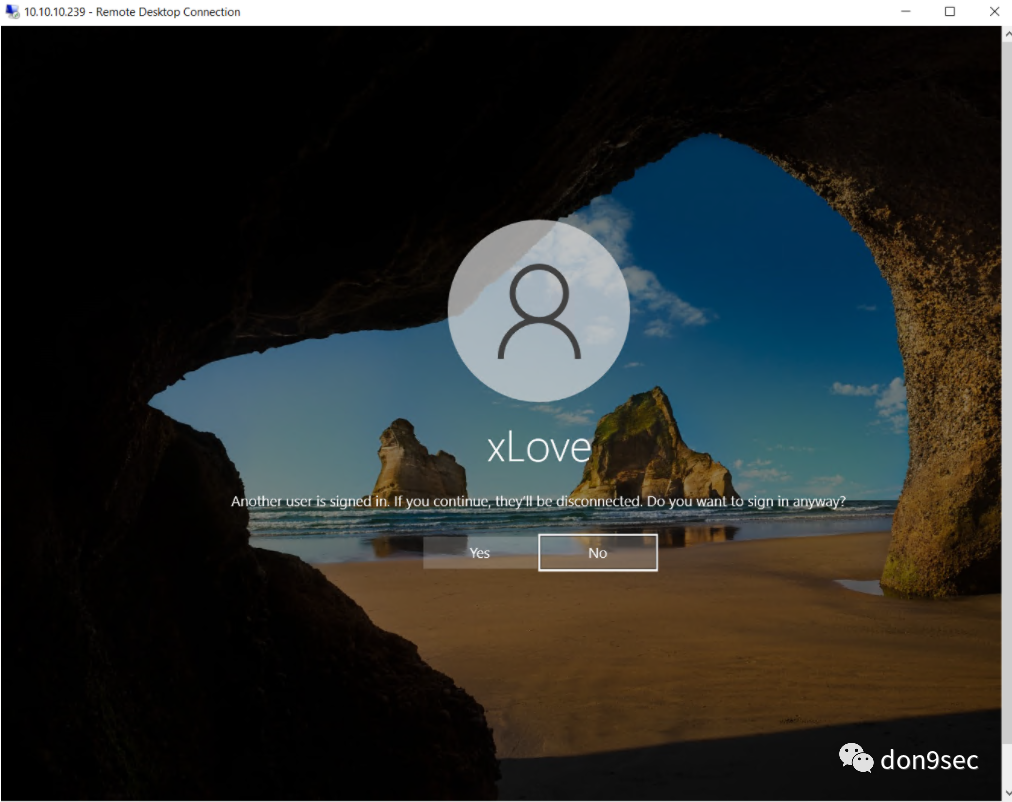 10.10.10.239 - Remote Desktop Connection
xLove
Another user is signed in. If you continue, they'll be disconnected. Do you want to sign in anyway?
Yes
No
don9sec